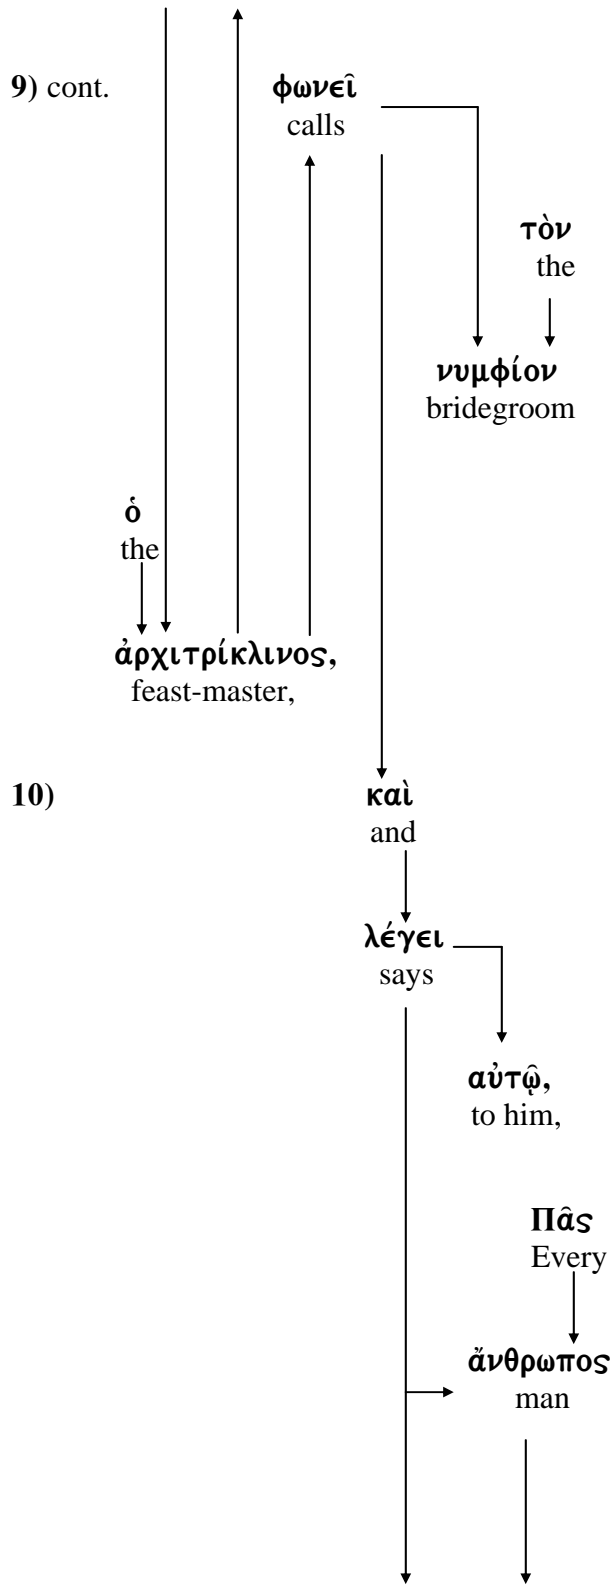 9) cont.
φωνεῖ
calls
τὸν
the
νυμφίον
bridegroom
ὁ
the
ἀρχιτρίκλινος,
feast-master,
10)
καὶ
and
λέγει
says
αὐτῷ,
to him,
Πᾶς
Every
ἄνθρωπος
man